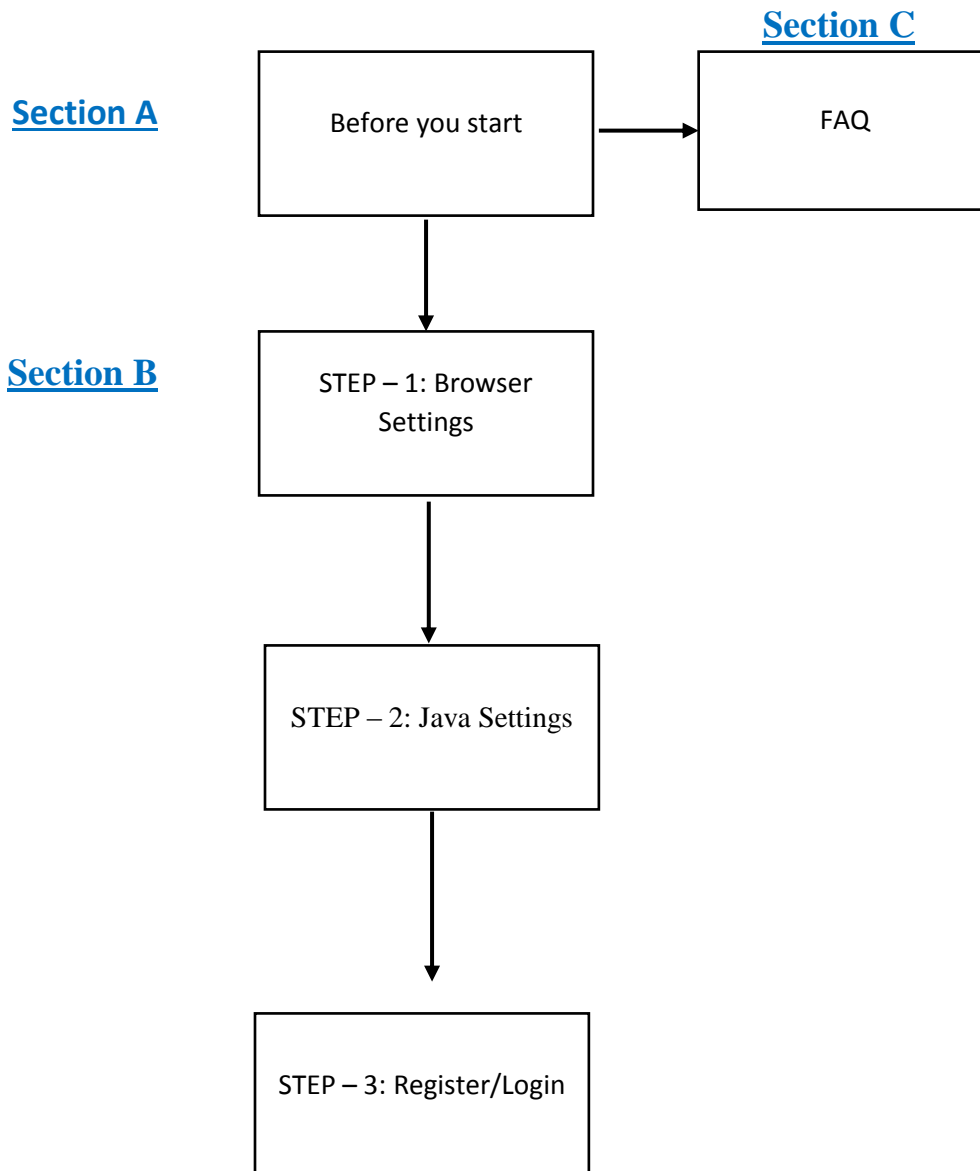 Section C
Section A
Before you start
FAQ
Section B
STEP – 1: Browser
Settings
STEP – 2: Java Settings
STEP – 3: Register/Login